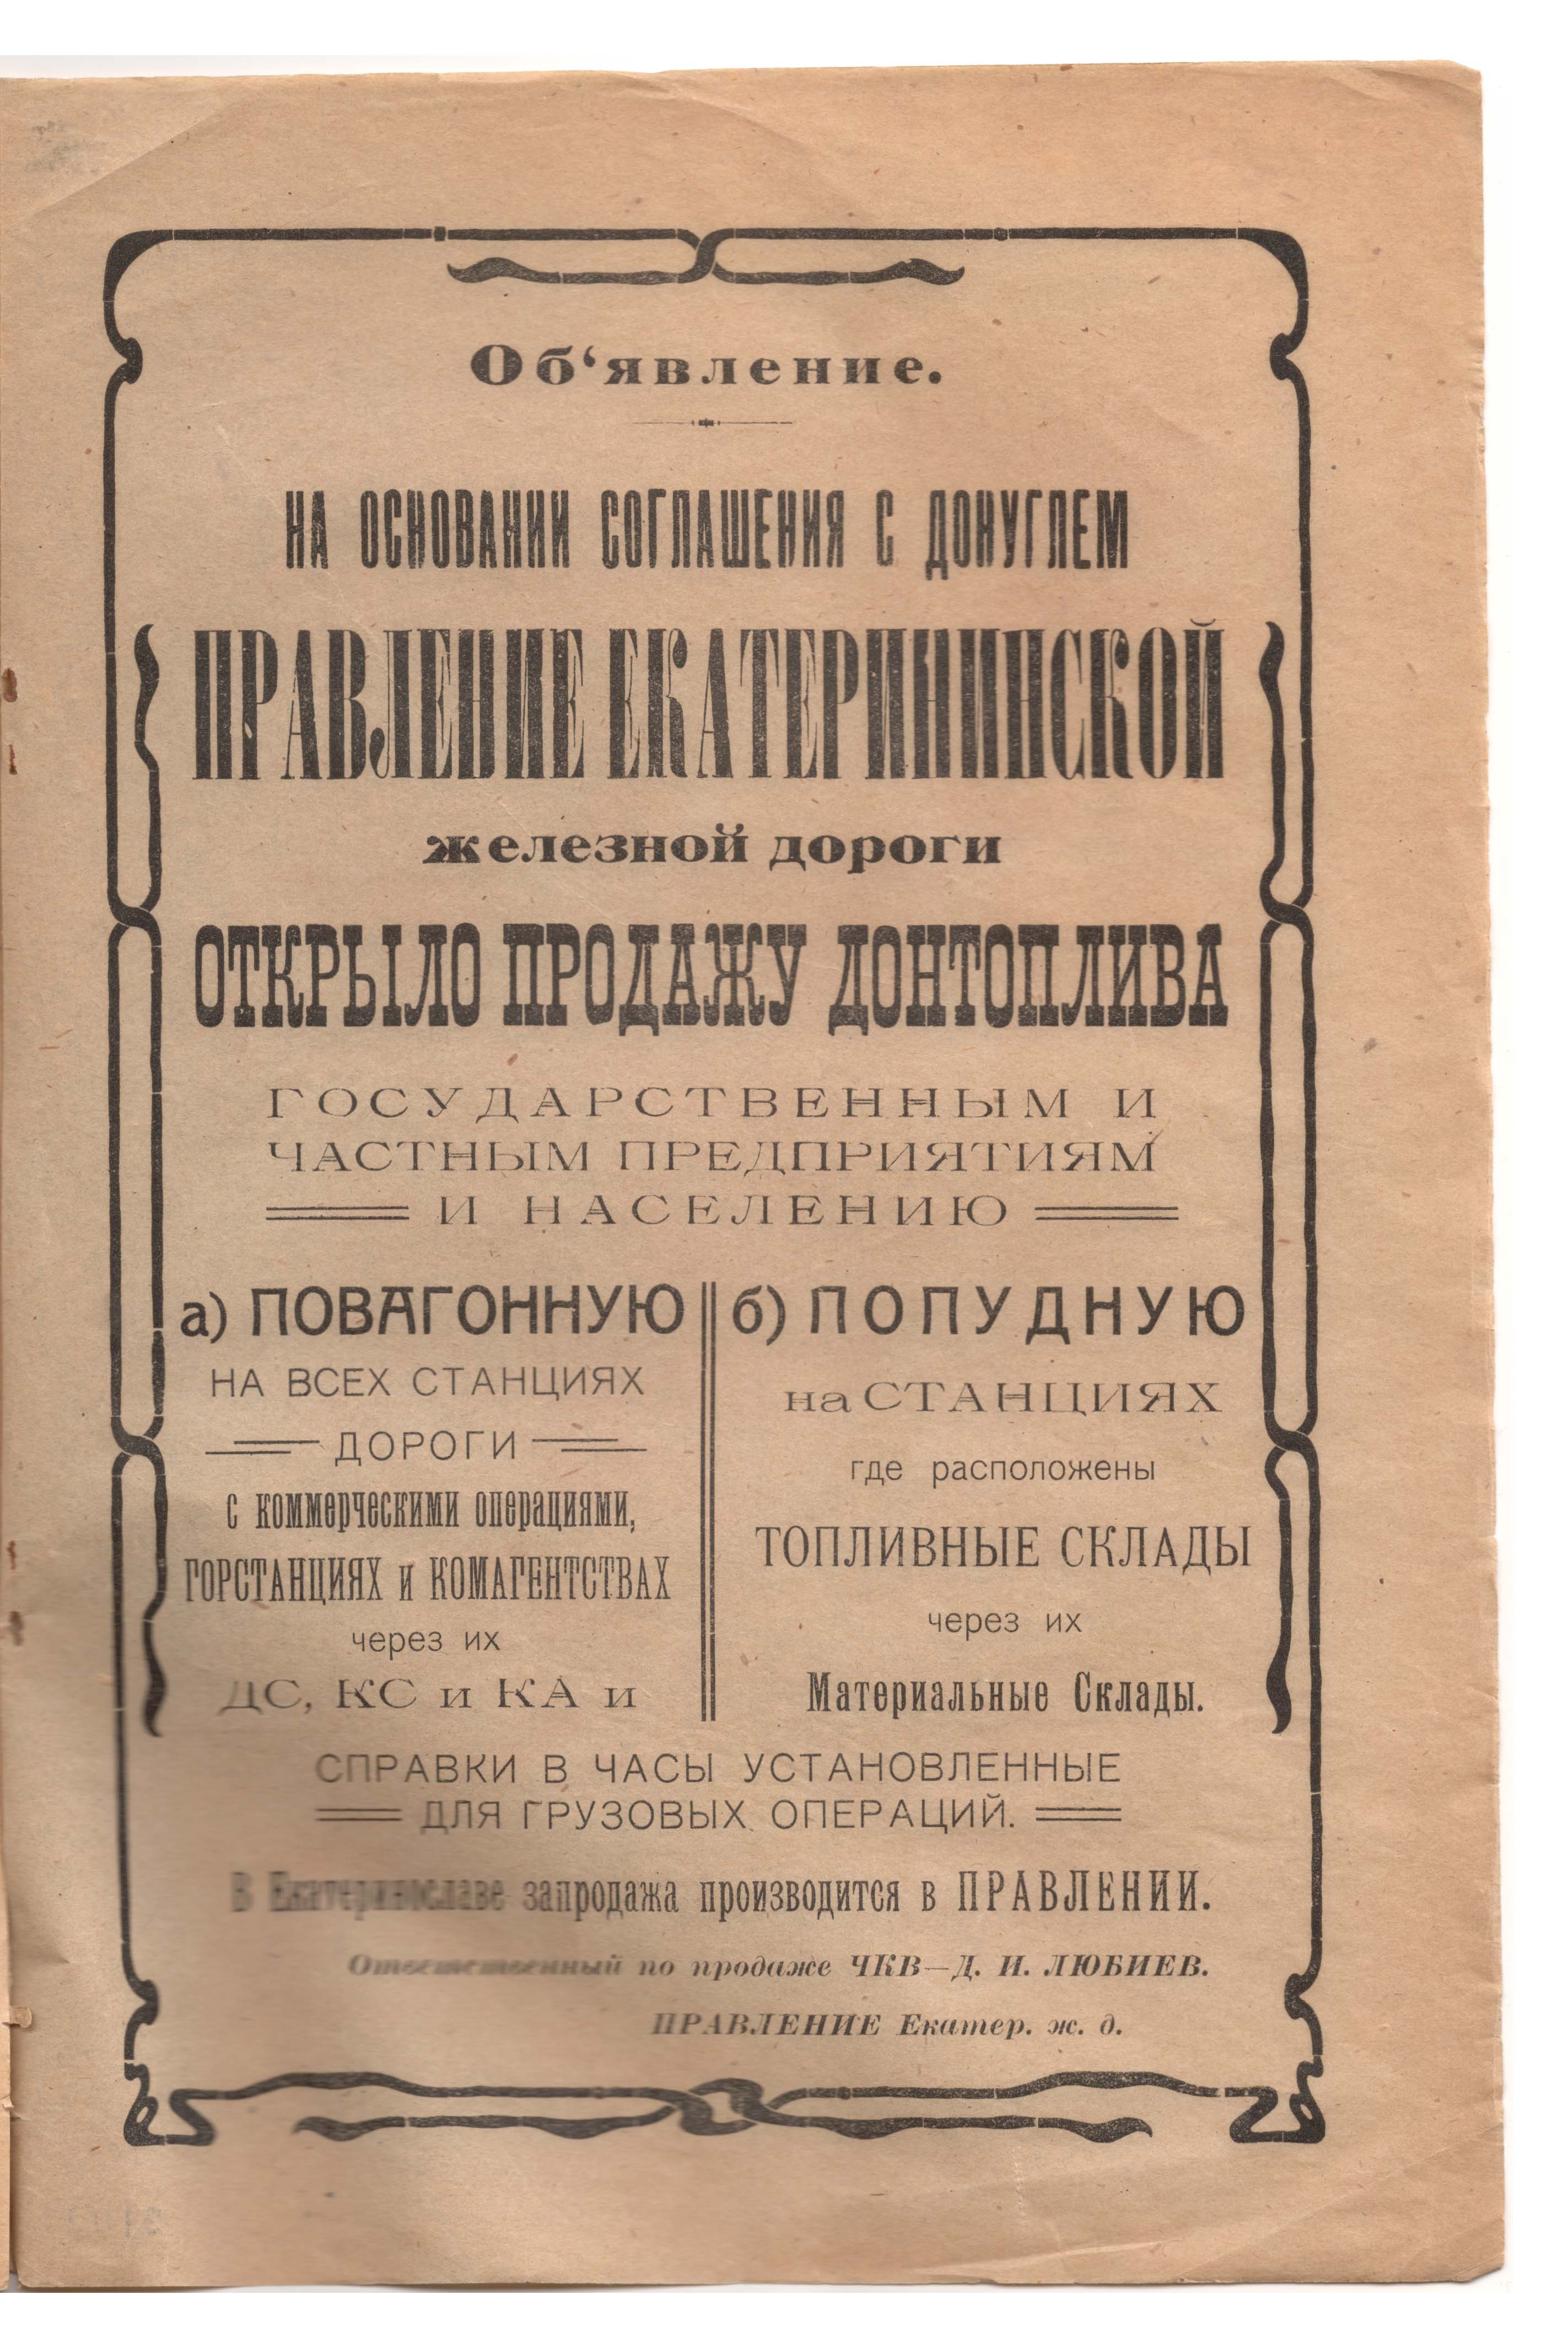 Об‘явление.
НА ОСНОВАНИИ СОГЛАШЕНИЯ С ДОНУГЛЕМ
ПРАВЛЕНИЕ ЕКАТЕРИНИНСКОЙ
железной дороги
ОТКРЫЛО ПРОДАЖУ ДОНТОПЛИВА
ГОСУДАРСТВЕННЫМ И
ЧАСТНЫМ ПРЕДПРИЯТИЯМ
И НАСЕЛЕНИЮ
а) ПОВАГОННУЮ
НА ВСЕХ СТАНЦИЯХ
ДОРОГИ
с коммерческими операциями,
ГОРСТАНЦИЯХ и КОМАГЕНТСТВАХ
через их
ДС, КС и КА и
б) ПОПУДНУЮ
на СТАНЦИЯХ
где расположены
ТОПЛИВНЫЕ СКЛАДЫ
через их
Материальные Склады.
СПРАВКИ В ЧАСЫ УСТАНОВЛЕННЫЕ
ДЛЯ ГРУЗОВЫХ ОПЕРАЦИЙ.
В Екатеринославе запродажа производится в ПРАВЛЕНИИ.
Ответственный по продаже ЧКВ—Д. И. ЛЮБИЕВ.
ПРАВЛЕНИЕ Екатер. ж. д.